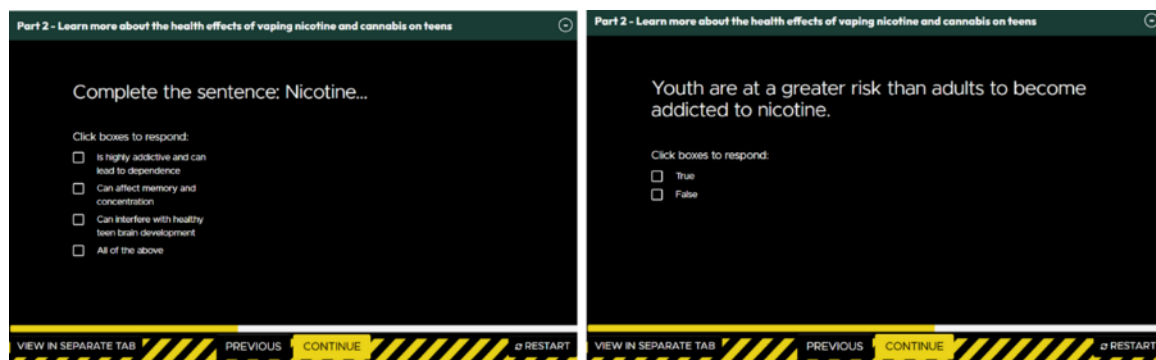 Part 2 - Learn more about the health effects of vaping nicotine and cannabis on teens
Complete the sentence: Nicotine...
Click boxes to respond:
Is highly addictive and can
lead to dependence
Can affect memory and
concentration
Can interfere with healthy
teen brain development
All of the above
VIEW IN SEPARATE TAB
PREVIOUS
CONTINUE
RESTART
Part 2 - Learn more about the health effects of vaping nicotine and cannabis on teens
Youth are at a greater risk than adults to become
addicted to nicotine.
Click boxes to respond:
True
False
VIEW IN SEPARATE TAB
PREVIOUS
CONTINUE
RESTART